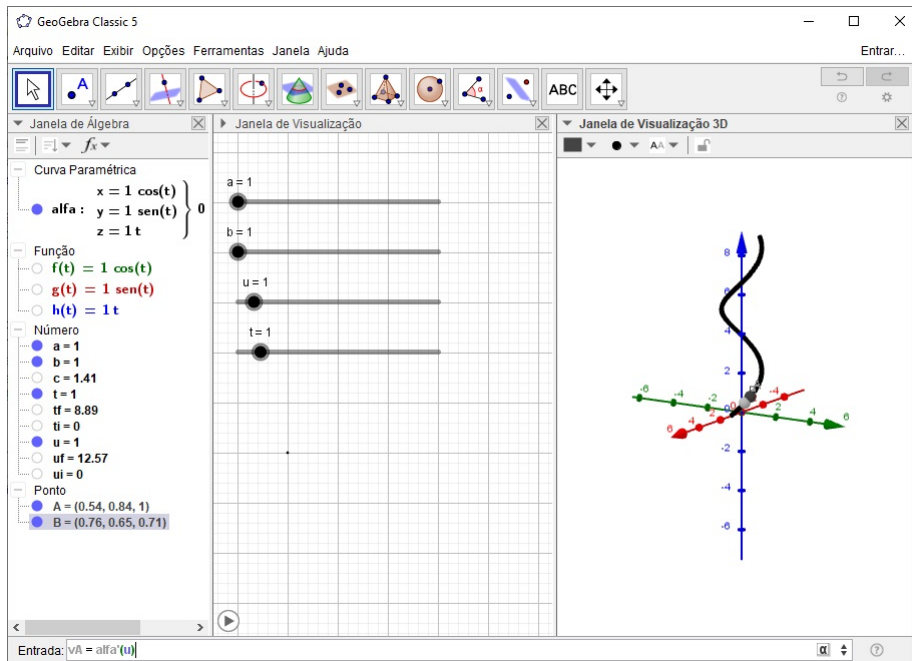 GeoGebra Classic 5
Arquivo Editar Exibir Opções Ferramentas Janela Ajuda
Entrar...
A
α
ABC
Janela de Álgebra
Janela de Visualização
Janela de Visualização 3D
fx
AA
Curva Paramétrica
x = 1 cos(t)
alfa : y = 1 sen(t)
z = 1 t
0
Função
f(t) = 1 cos(t)
g(t) = 1 sen(t)
h(t) = 1 t
Número
a = 1
b = 1
c = 1.41
t = 1
tf = 8.89
ti = 0
u = 1
uf = 12.57
ui = 0
Ponto
A = (0.54, 0.84, 1)
B = (0.76, 0.65, 0.71)
a = 1
b = 1
u = 1
t = 1
8
6
4
2
0
-2
-4
-6
-6 -4 -2 0 2 4 6
6 4 2 -4
Entrada: vA = alfa'(u)
α